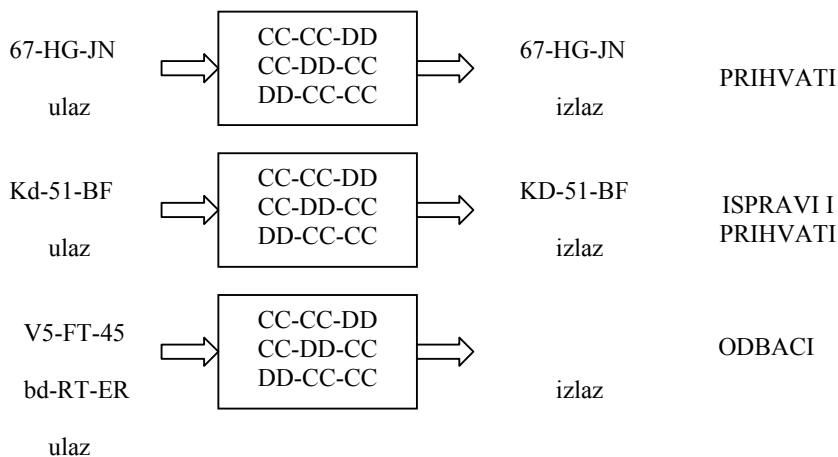 67-HG-JN
ulaz
CC-CC-DD
CC-DD-CC
DD-CC-CC
67-HG-JN
izlaz
PRIHVATI
Kd-51-BF
ulaz
CC-CC-DD
CC-DD-CC
DD-CC-CC
KD-51-BF
izlaz
ISPRAVI I
PRIHVATI
V5-FT-45
bd-RT-ER
ulaz
CC-CC-DD
CC-DD-CC
DD-CC-CC
izlaz
ODBACI